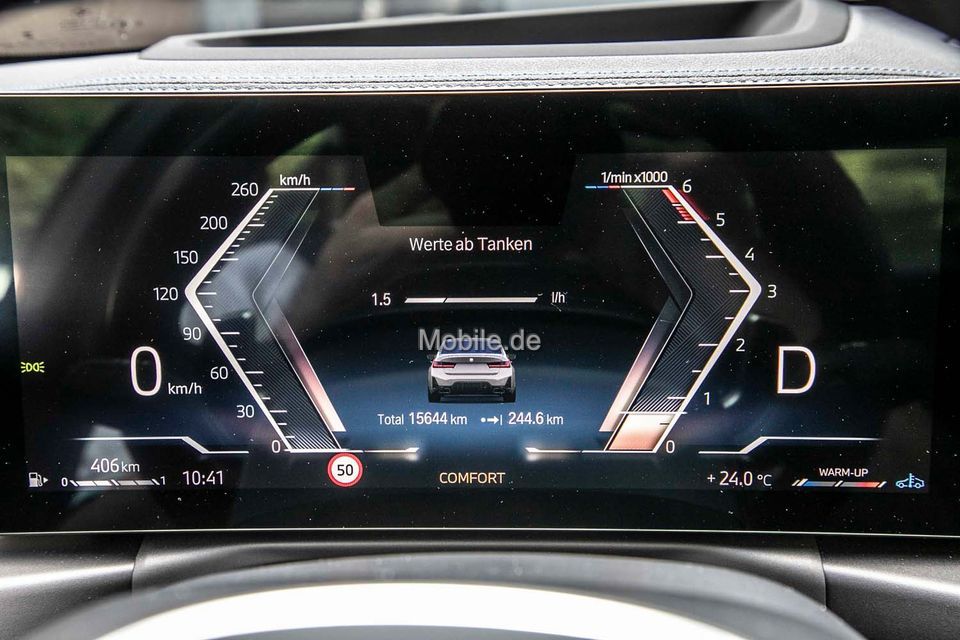 km/h
1/min x1000
260
200
150
120
90
60
30
0
6
5
4
3
2
1
0
Werte ab Tanken
1.5 l/h
Mobile.de
0 km/h
D
Total 15644 km 244.6 km
406 km
0 1
10:41
50
COMFORT
+24.0 °C
WARM-UP